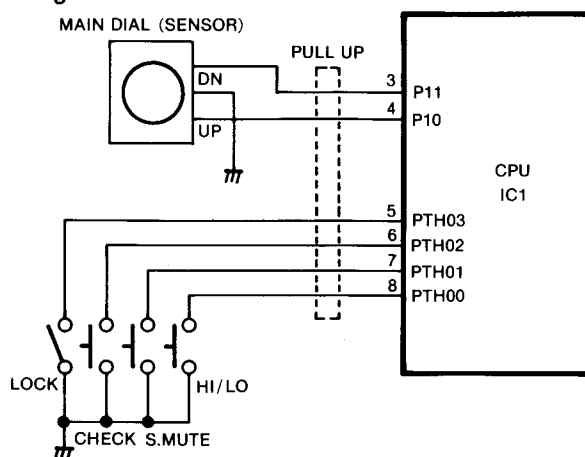 MAIN DIAL (SENSOR)
PULL UP
DN
UP
3
P11
4
P10
CPU
IC1
5
PTH03
6
PTH02
7
PTH01
8
PTH00
LOCK
HI/LO
CHECK S.MUTE